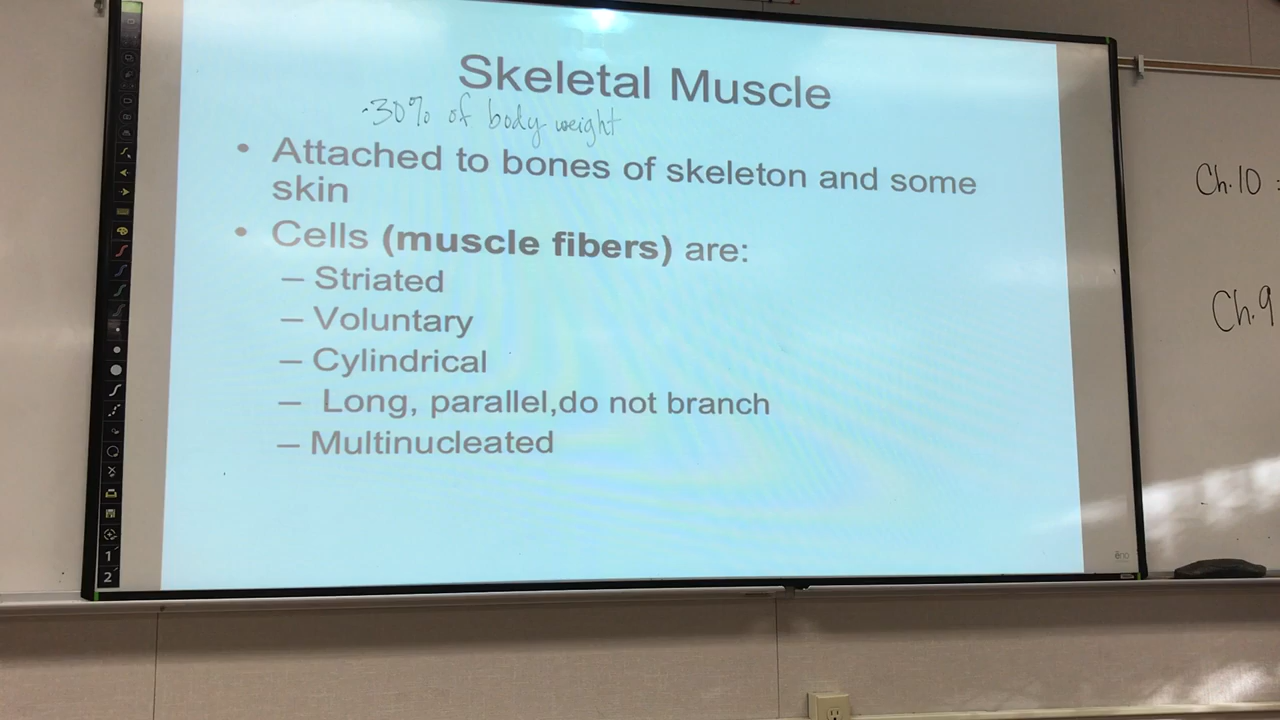 Skeletal Muscle
-30% of body weight
• Attached to bones of skeleton and some
skin
• Cells (muscle fibers) are:
– Striated
– Voluntary
– Cylindrical
– Long, parallel,do not branch
– Multinucleated
Ch.10 =
Ch.9
1
2